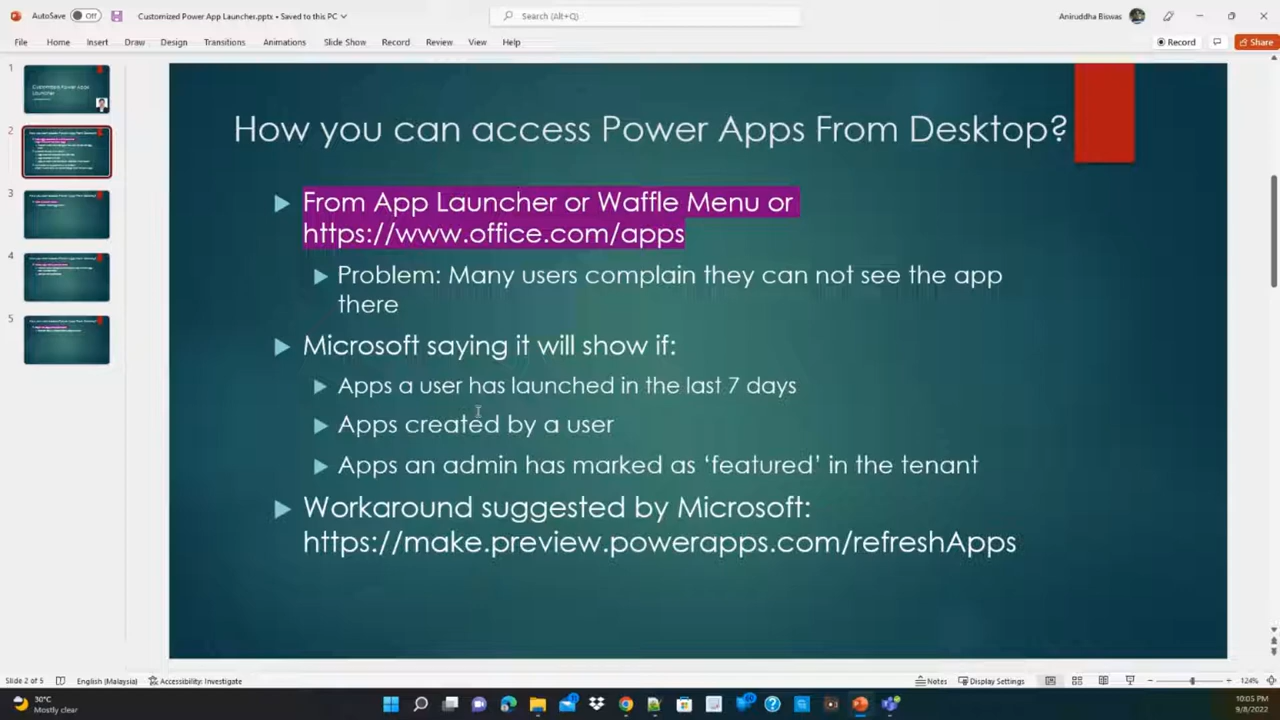 AutoSave Off Customized Power App Launcher.pptx • Saved to this PC Search (Alt+Q) Aniruddha Biswas
File Home Insert Draw Design Transitions Animations Slide Show Record Review View Help Record Share
1
2
3
4
5
How you can access Power Apps From Desktop?
From App Launcher or Waffle Menu or
https://www.office.com/apps
Problem: Many users complain they can not see the app
there
Microsoft saying it will show if:
Apps a user has launched in the last 7 days
Apps created by a user
Apps an admin has marked as ‘featured’ in the tenant
Workaround suggested by Microsoft:
https://make.preview.powerapps.com/refreshApps
Slide 2 of 5 English (Malaysia) Accessibility: Investigate Notes Display Settings 124%
30°C
Mostly clear
10:05 PM
9/8/2022